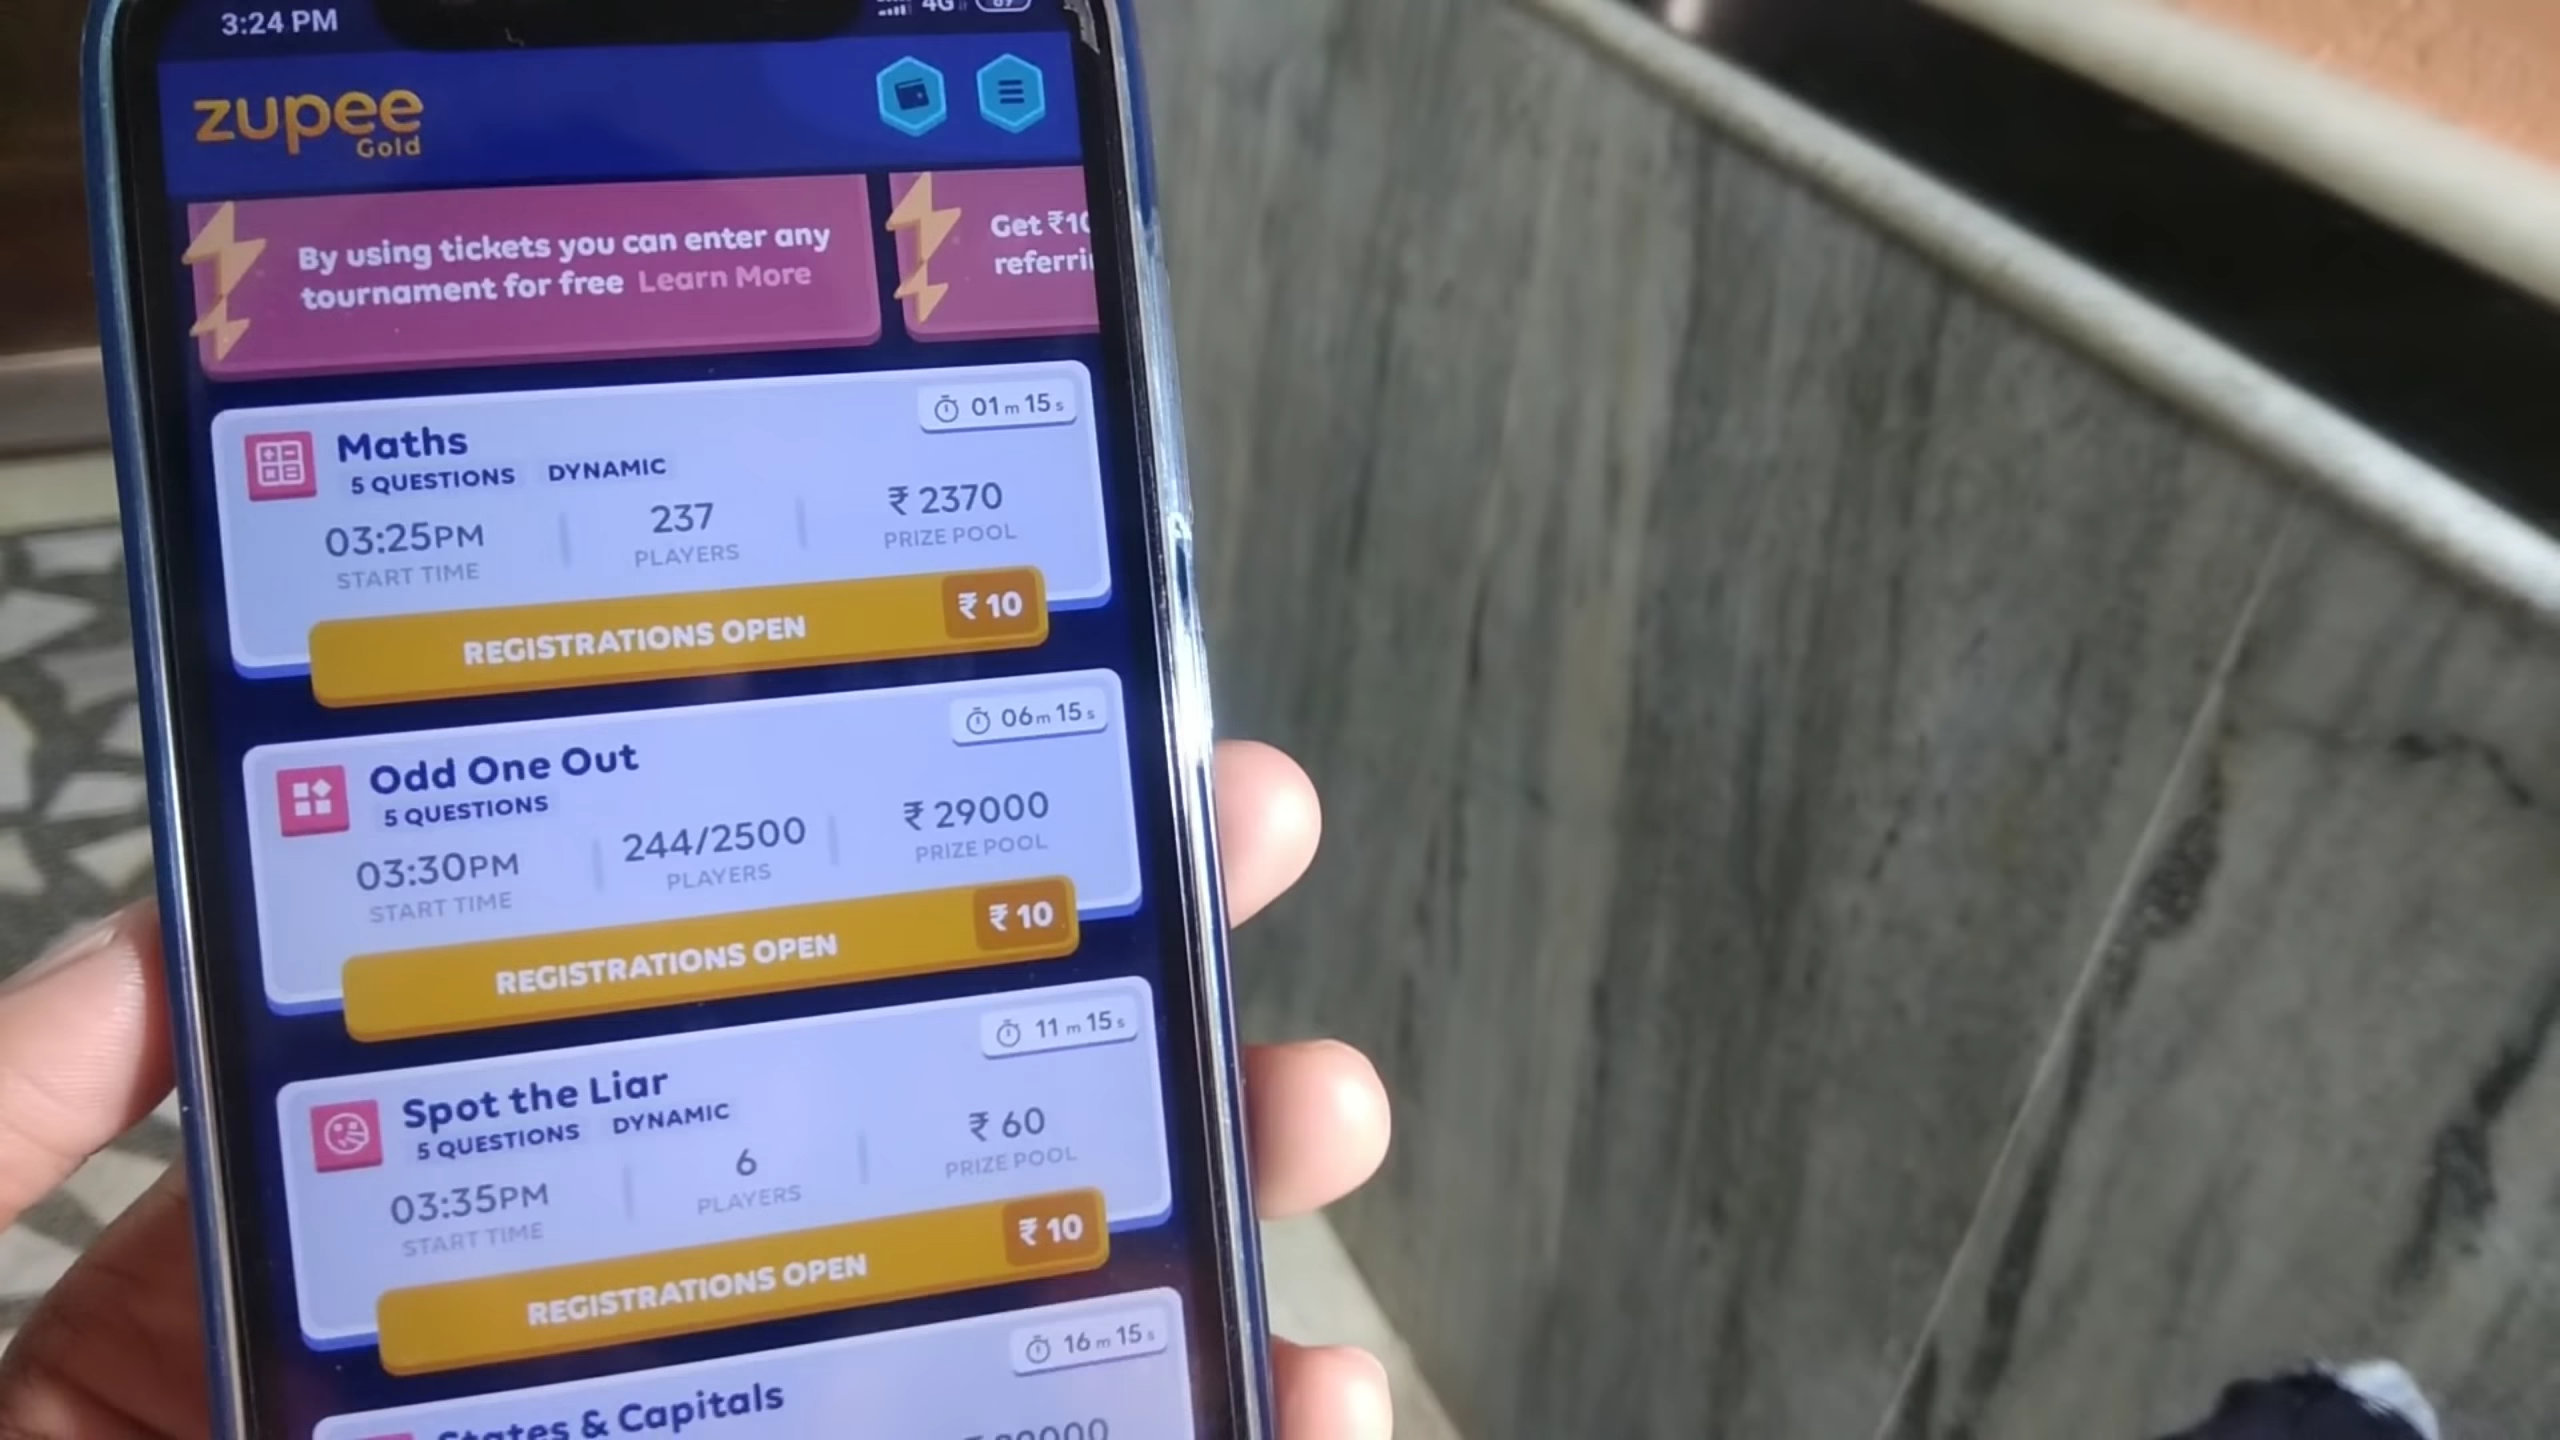 3:24 PM
4G
zupee
Gold
By using tickets you can enter any
tournament for free Learn More
Get ₹10
Maths
01m 15s
5 QUESTIONS DYNAMIC
03:25PM
START TIME
237
PLAYERS
₹ 2370
PRIZE POOL
REGISTRATIONS OPEN ₹ 10
Odd One Out
06m 15s
5 QUESTIONS
03:30PM
START TIME
244/2500
PLAYERS
₹ 29000
PRIZE POOL
REGISTRATIONS OPEN ₹ 10
Spot the Liar
11m 15s
5 QUESTIONS DYNAMIC
03:35PM
START TIME
6
PLAYERS
₹ 60
PRIZE POOL
REGISTRATIONS OPEN ₹ 10
16m 15s
States & Capitals